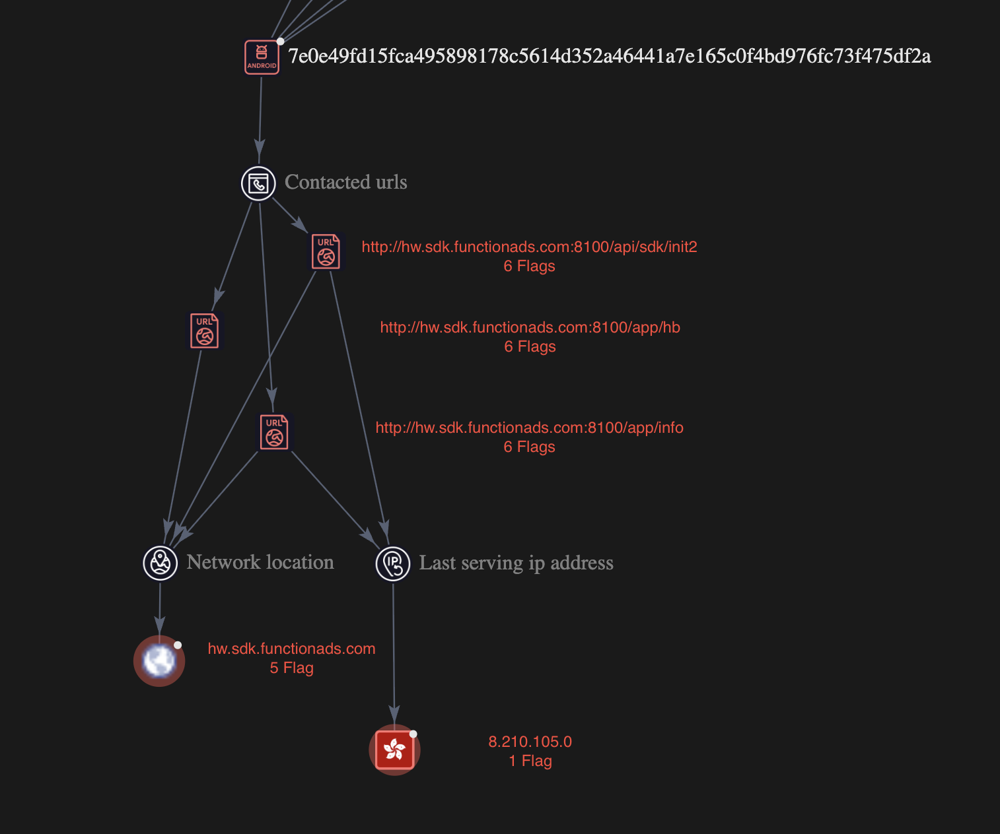 ANDROID
7e0e49fd15fca495898178c5614d352a46441a7e165c0f4bd976fc73f475df2a
Contacted urls
URL
http://hw.sdk.functionads.com:8100/api/sdk/init2
6 Flags
URL
http://hw.sdk.functionads.com:8100/app/hb
6 Flags
URL
http://hw.sdk.functionads.com:8100/app/info
6 Flags
Network location
IP
Last serving ip address
hw.sdk.functionads.com
5 Flag
8.210.105.0
1 Flag